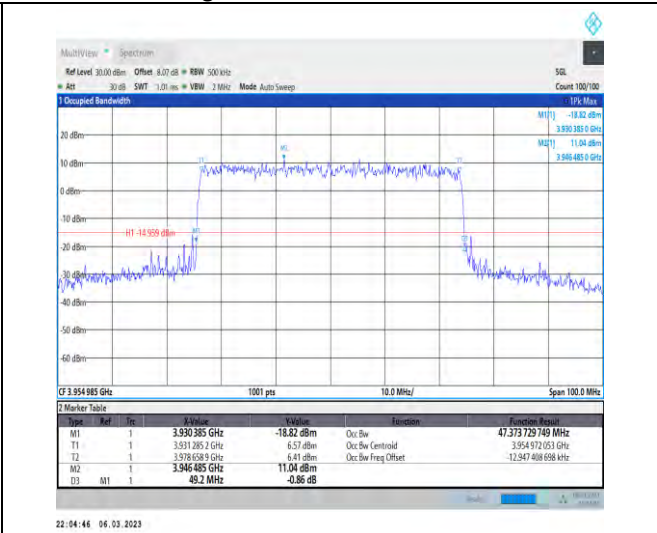 MultiView Spectrum
Ref Level 30.00 dBm Offset 8.07 dB RBW 500 kHz SGL
Att 30 dB SWT 1.01 ms VBW 2 MHz Mode Auto Sweep Count 100/100
1 Occupied Bandwidth 1Pk Max
M1[1] -18.82 dBm
3.930 385 0 GHz
M2[1] 11.04 dBm
3.946 485 0 GHz
20 dBm
M2
10 dBm
T1
0 dBm
-10 dBm
H1 -14.959 dBm
M1
-20 dBm
-30 dBm
-40 dBm
-50 dBm
-60 dBm
CF 3.954 985 GHz 1001 pts 10.0 MHz/ Span 100.0 MHz
2 Marker Table
Type Ref Trc X-Value Y-Value Function Function Result
M1 1 3.930 385 GHz -18.82 dBm Occ Bw 47.373 729 749 MHz
T1 1 3.931 285 2 GHz 6.57 dBm Occ Bw Centroid 3.954 972 053 GHz
T2 1 3.978 658 9 GHz 6.41 dBm Occ Bw Freq Offset -12.947 408 698 kHz
M2 1 3.946 485 GHz 11.04 dBm
D3 M1 1 49.2 MHz -0.86 dB
22:04:46 06.03.2023